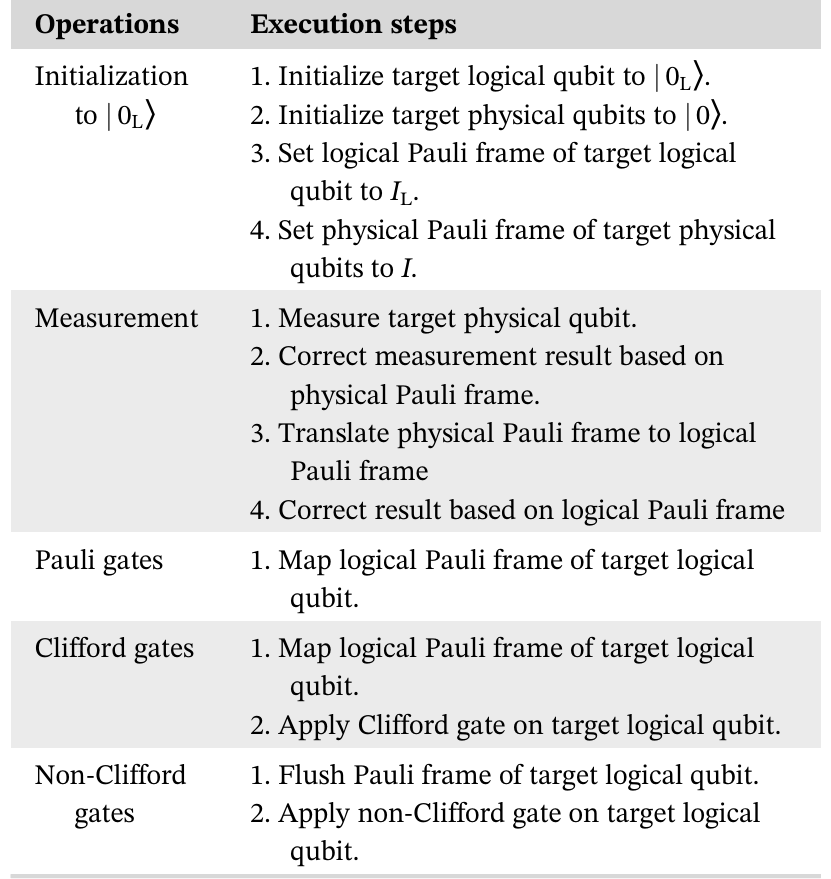 Operations Execution steps
Initialization 1. Initialize target logical qubit to |0L⟩.
to |0L⟩ 2. Initialize target physical qubits to |0⟩.
3. Set logical Pauli frame of target logical
qubit to IL.
4. Set physical Pauli frame of target physical
qubits to I.
Measurement 1. Measure target physical qubit.
2. Correct measurement result based on
physical Pauli frame.
3. Translate physical Pauli frame to logical
Pauli frame
4. Correct result based on logical Pauli frame
Pauli gates 1. Map logical Pauli frame of target logical
qubit.
Clifford gates 1. Map logical Pauli frame of target logical
qubit.
2. Apply Clifford gate on target logical qubit.
Non-Clifford 1. Flush Pauli frame of target logical qubit.
gates 2. Apply non-Clifford gate on target logical
qubit.